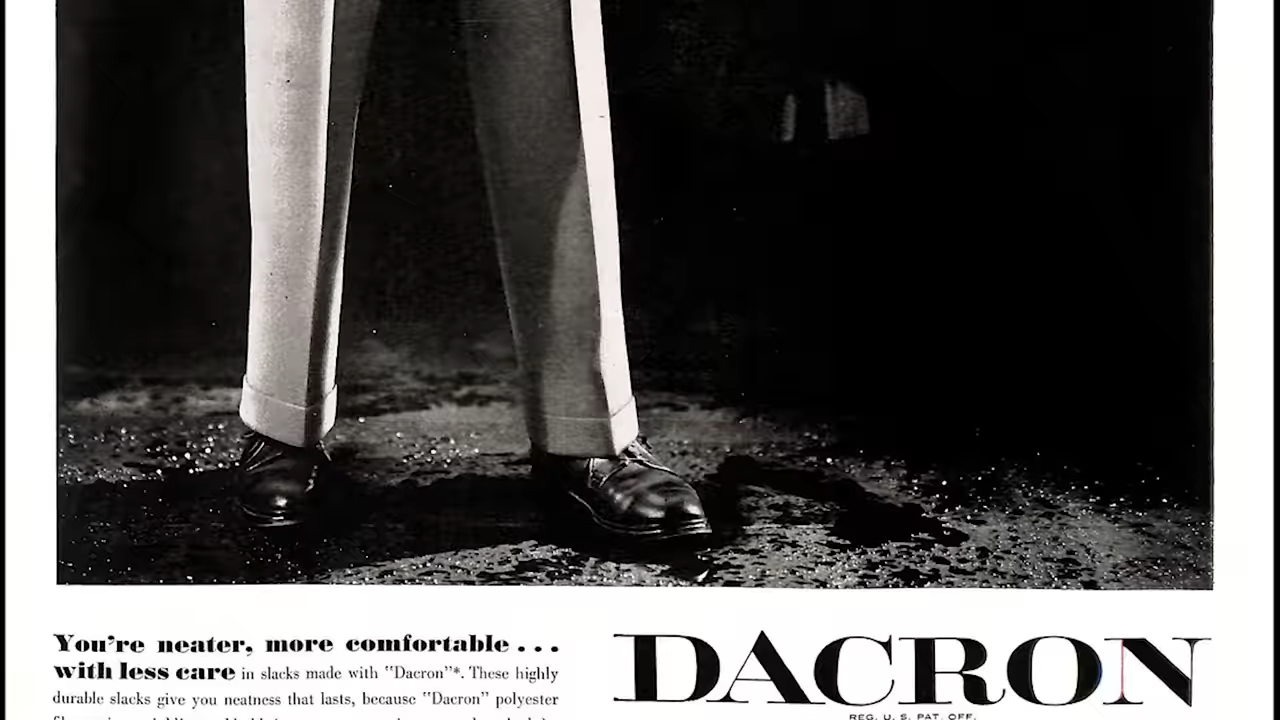 You're neater, more comfortable . . .
with less care in slacks made with "Dacron"*. These highly
durable slacks give you neatness that lasts, because "Dacron" polyester
DACRON
REG. U. S. PAT. OFF.